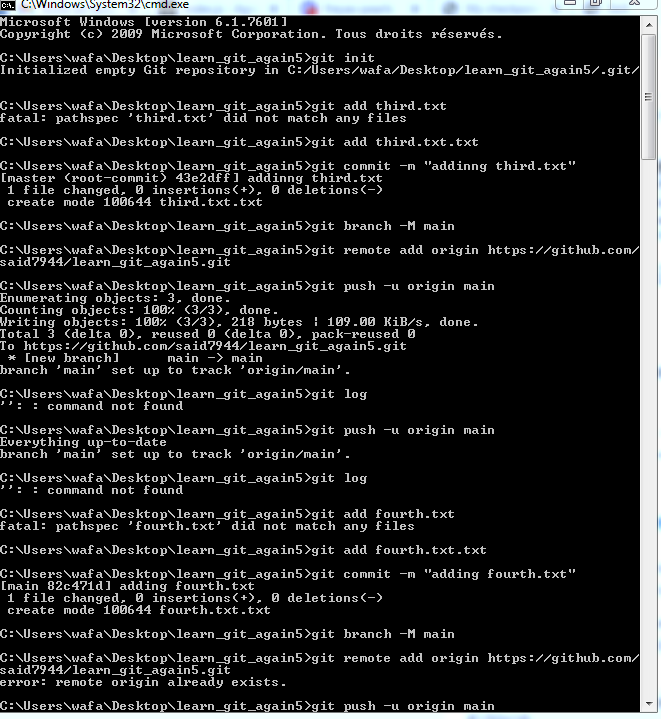 C:\Windows\System32\cmd.exe
Microsoft Windows [version 6.1.7601]
Copyright (c) 2009 Microsoft Corporation. Tous droits réservés.
C:\Users\wafa\Desktop\learn_git_again5>git init
Initialized empty Git repository in C:/Users/wafa/Desktop/learn_git_again5/.git/
C:\Users\wafa\Desktop\learn_git_again5>git add third.txt
fatal: pathspec 'third.txt' did not match any files
C:\Users\wafa\Desktop\learn_git_again5>git add third.txt.txt
C:\Users\wafa\Desktop\learn_git_again5>git commit -m "addinng third.txt"
[master (root-commit) 43e2dff] addinng third.txt
1 file changed, 0 insertions(+), 0 deletions(-)
create mode 100644 third.txt.txt
C:\Users\wafa\Desktop\learn_git_again5>git branch -M main
C:\Users\wafa\Desktop\learn_git_again5>git remote add origin https://github.com/
said7944/learn_git_again5.git
C:\Users\wafa\Desktop\learn_git_again5>git push -u origin main
Enumerating objects: 3, done.
Counting objects: 100% (3/3), done.
Writing objects: 100% (3/3), 218 bytes ¦ 109.00 KiB/s, done.
Total 3 (delta 0), reused 0 (delta 0), pack-reused 0
To https://github.com/said7944/learn_git_again5.git
* [new branch]      main -> main
branch 'main' set up to track 'origin/main'.
C:\Users\wafa\Desktop\learn_git_again5>git log
'': : command not found
C:\Users\wafa\Desktop\learn_git_again5>git push -u origin main
Everything up-to-date
branch 'main' set up to track 'origin/main'.
C:\Users\wafa\Desktop\learn_git_again5>git log
'': : command not found
C:\Users\wafa\Desktop\learn_git_again5>git add fourth.txt
fatal: pathspec 'fourth.txt' did not match any files
C:\Users\wafa\Desktop\learn_git_again5>git add fourth.txt.txt
C:\Users\wafa\Desktop\learn_git_again5>git commit -m "adding fourth.txt"
[main 82c471d] adding fourth.txt
1 file changed, 0 insertions(+), 0 deletions(-)
create mode 100644 fourth.txt.txt
C:\Users\wafa\Desktop\learn_git_again5>git branch -M main
C:\Users\wafa\Desktop\learn_git_again5>git remote add origin https://github.com/
said7944/learn_git_again5.git
error: remote origin already exists.
C:\Users\wafa\Desktop\learn_git_again5>git push -u origin main